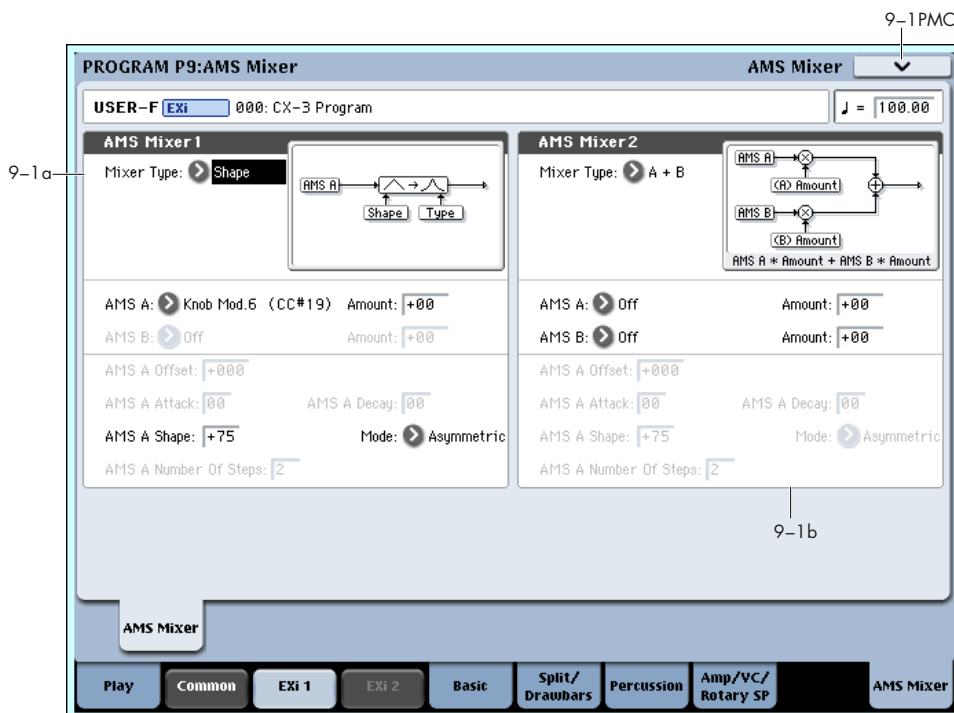 9–1PMC
PROGRAM P9:AMS Mixer
AMS Mixer
USER–F EXi 000: CX–3 Program
♩ = 100.00
AMS Mixer1
9–1a
Mixer Type: Shape
AMS A
Shape
Type
AMS A: Knob Mod.6 (CC#19) Amount: +00
AMS B: Off Amount: +00
AMS A Offset: +000
AMS A Attack: 00 AMS A Decay: 00
AMS A Shape: +75 Mode: Asymmetric
AMS A Number Of Steps: 2
AMS Mixer2
Mixer Type: A + B
AMS A
(A) Amount
AMS B
(B) Amount
AMS A * Amount + AMS B * Amount
AMS A: Off Amount: +00
AMS B: Off Amount: +00
AMS A Offset: +000
AMS A Attack: 00 AMS A Decay: 00
AMS A Shape: +75 Mode: Asymmetric
AMS A Number Of Steps: 2
9–1b
AMS Mixer
Play
Common
EXi 1
EXi 2
Basic
Split/
Drawbars
Percussion
Amp/VC/
Rotary SP
AMS Mixer